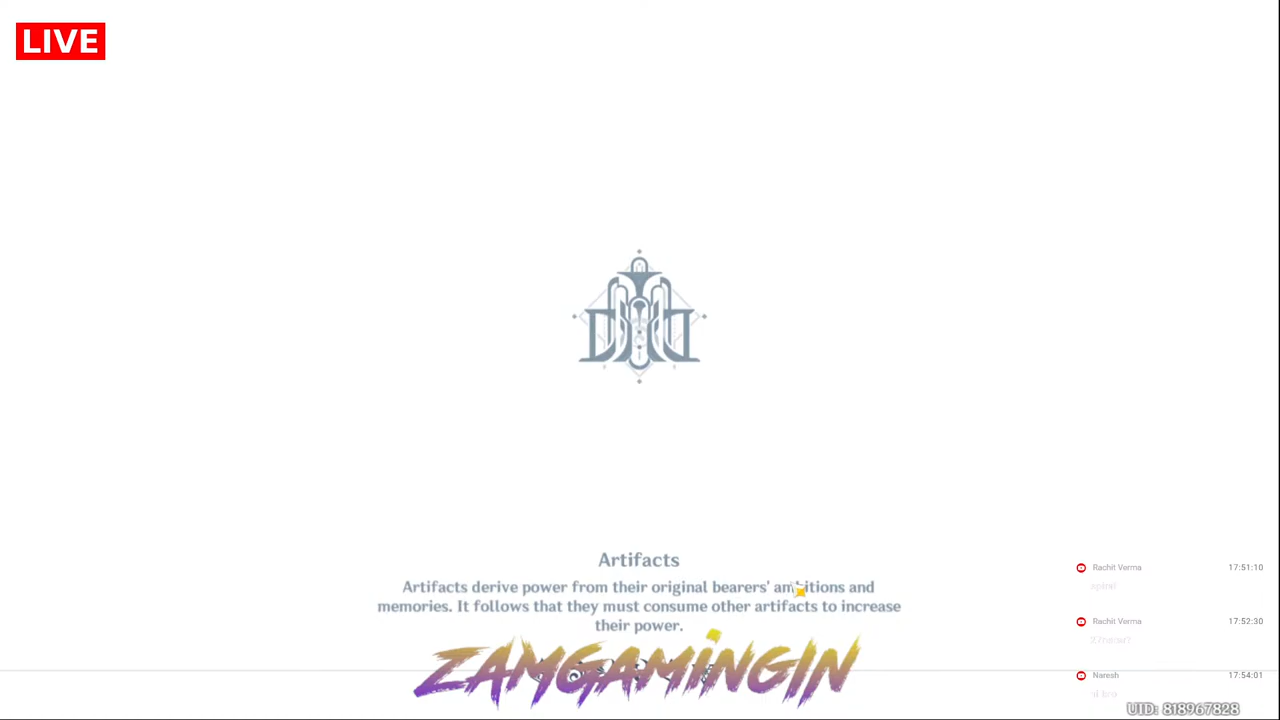 LIVE
Artifacts
Artifacts derive power from their original bearers' ambitions and
memories. It follows that they must consume other artifacts to increase
their power.
ZAMGAMINGIN
Rachit Verma 17:51:10
spiral
Rachit Verma 17:52:30
Naresh 17:54:01
UID: 818967828